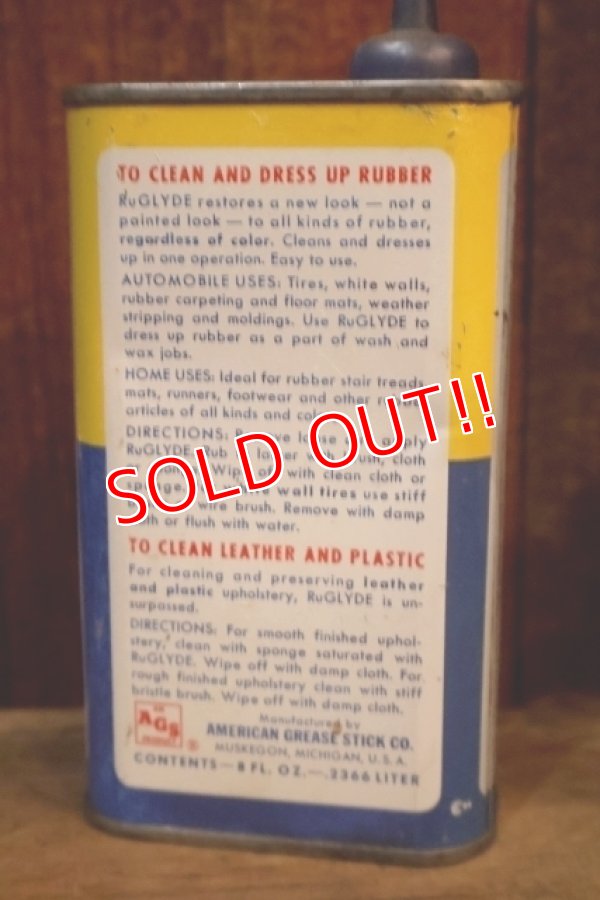 TO CLEAN AND DRESS UP RUBBER
RuGLYDE restores a new look — not a
painted look — to all kinds of rubber,
regardless of color. Cleans and dresses
up in one operation. Easy to use.
AUTOMOBILE USES: Tires, white walls,
rubber carpeting and floor mats, weather
stripping and moldings. Use RuGLYDE to
dress up rubber as a part of wash and
wax jobs.
HOME USES: Ideal for rubber stair treads
mats, runners, footwear and other
articles of all kinds and
DIRECTIONS: apply
RuGLYDE. cloth
Wipe off with clean cloth or
wall tires use stiff
wire brush. Remove with damp
or flush with water.
SOLD OUT!!
TO CLEAN LEATHER AND PLASTIC
For cleaning and preserving leather
and plastic upholstery, RuGLYDE is un-
surpassed.
DIRECTIONS: For smooth finished uphol-
stery, clean with sponge saturated with
RuGLYDE. Wipe off with damp cloth. For
rough finished upholstery clean with stiff
bristle brush. Wipe off with damp cloth.
AN
AGS
PRODUCT
®
Manufactured by
AMERICAN GREASE STICK CO.
MUSKEGON, MICHIGAN, U.S.A.
CONTENTS—8 FL. OZ.—.2366 LITER